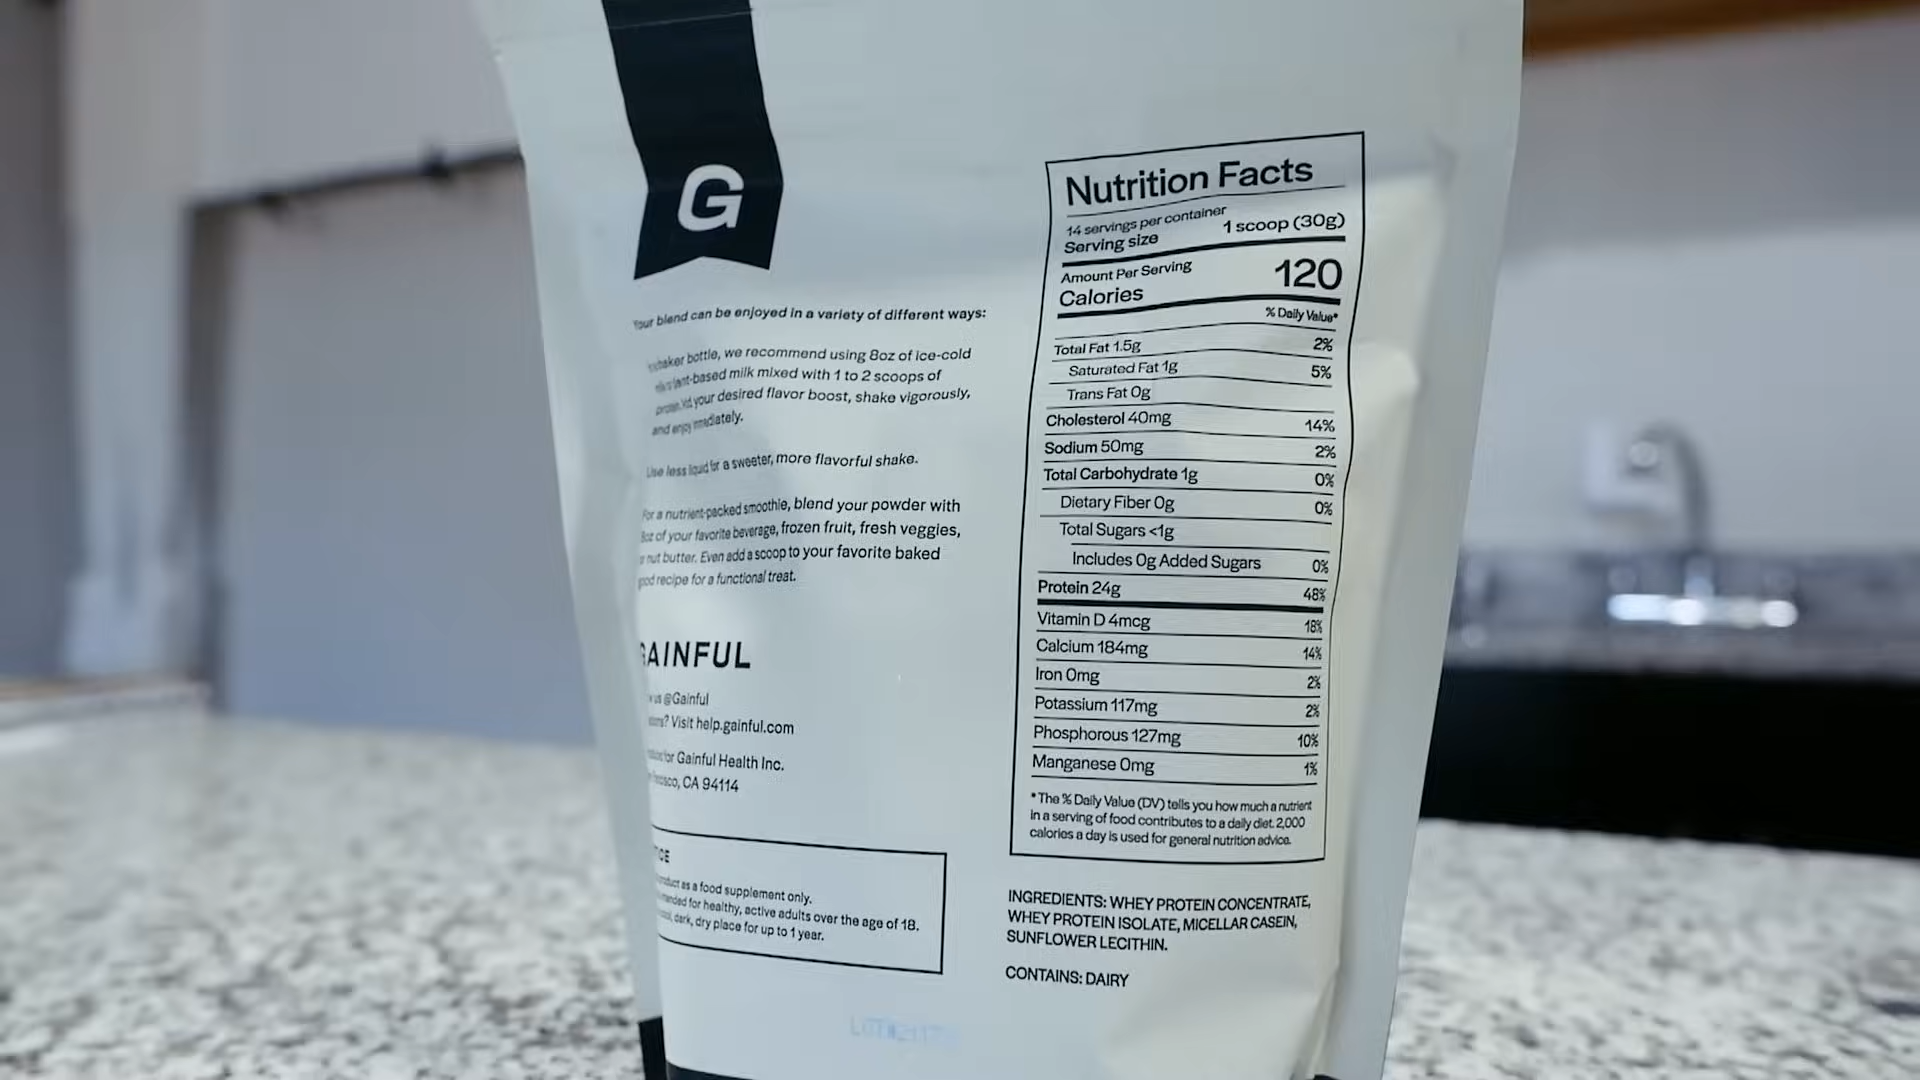 G
Your blend can be enjoyed in a variety of different ways:
bottle, we recommend using 8oz of ice-cold
milk mixed with 1 to 2 scoops of
your desired flavor boost, shake vigorously,
and enjoy
Use less liquid for a sweeter, more flavorful shake.
For a nutrient-packed smoothie, blend your powder with
8oz of your favorite beverage, frozen fruit, fresh veggies,
nut butter. Even add a scoop to your favorite baked
recipe for a functional treat.
GAINFUL
us @Gainful
Visit help.gainful.com
for Gainful Health Inc.
CA 94114
as a food supplement only.
for healthy, active adults over the age of 18.
dark, dry place for up to 1 year.
Nutrition Facts
14 servings per container
Serving size 1 scoop (30g)
Amount Per Serving
Calories 120
% Daily Value*
Total Fat 1.5g 2%
Saturated Fat 1g 5%
Trans Fat 0g
Cholesterol 40mg 14%
Sodium 50mg 2%
Total Carbohydrate 1g 0%
Dietary Fiber 0g 0%
Total Sugars <1g
Includes 0g Added Sugars 0%
Protein 24g 48%
Vitamin D 4mcg 18%
Calcium 184mg 14%
Iron 0mg 2%
Potassium 117mg 2%
Phosphorous 127mg 10%
Manganese 0mg 1%
*The % Daily Value (DV) tells you how much a nutrient
in a serving of food contributes to a daily diet. 2,000
calories a day is used for general nutrition advice.
INGREDIENTS: WHEY PROTEIN CONCENTRATE,
WHEY PROTEIN ISOLATE, MICELLAR CASEIN,
SUNFLOWER LECITHIN.
CONTAINS: DAIRY